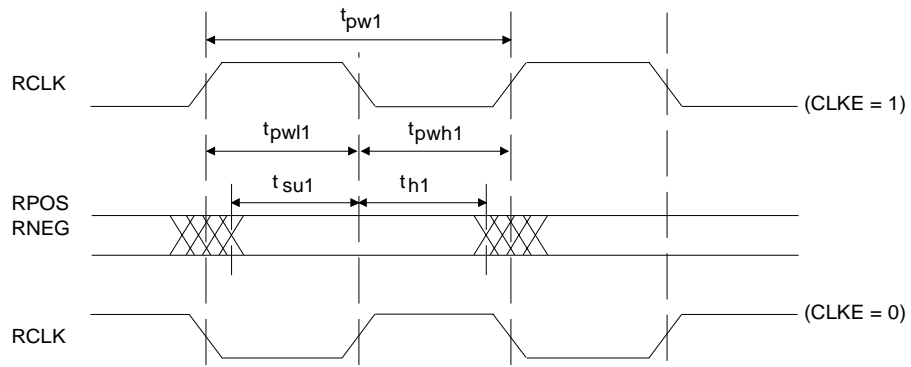 tpw1
RCLK
(CLKE = 1)
tpwl1
tpwh1
tsu1
th1
RPOS
RNEG
(CLKE = 0)
RCLK